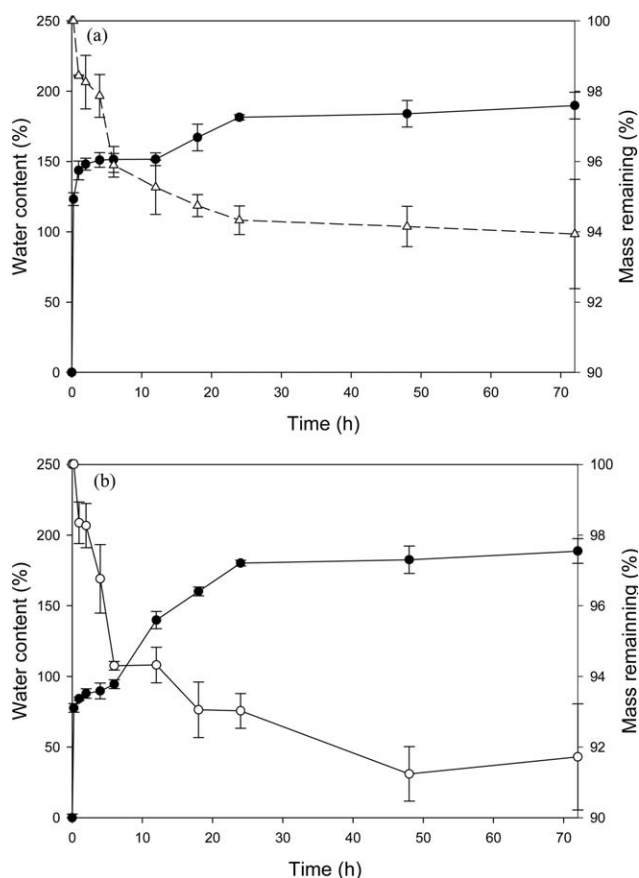 (a)
250
200
150
100
50
0
Water content (%)
100
98
96
94
92
90
Mass remaining (%)
0 10 20 30 40 50 60 70
Time (h)
(b)
250
200
150
100
50
0
Water content (%)
100
98
96
94
92
90
Mass remainning (%)
0 10 20 30 40 50 60 70
Time (h)